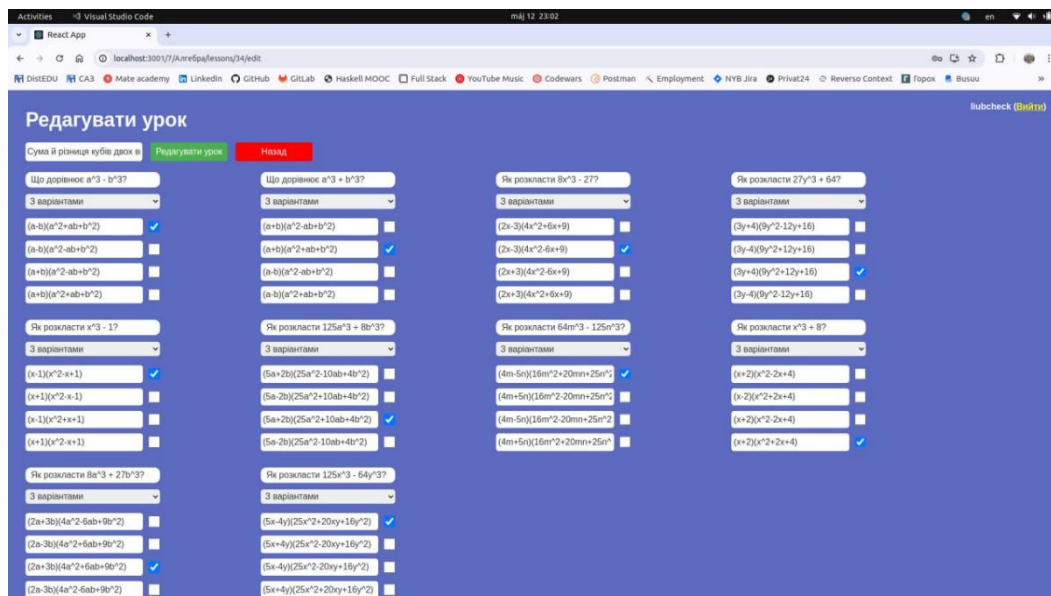 Activities Visual Studio Code máj 12 23:02 en
React App × +
localhost:3001/7/Алгебра/lessons/34/edit
DistEDU CA3 Mate academy Linkedin GitHub GitLab Haskell MOOC Full Stack YouTube Music Codewars Postman Employment NYB Jira Privat24 Reverso Context Горох Busuu »
liubcheck (Вийти)
Редагувати урок
Сума й різниця кубів двох в Редагувати урок Назад
Що дорівнює a^3 - b^3? Що дорівнює a^3 + b^3? Як розкласти 8x^3 - 27? Як розкласти 27y^3 + 64?
З варіантами З варіантами З варіантами З варіантами
(a-b)(a^2+ab+b^2) (a+b)(a^2-ab+b^2) (2x-3)(4x^2+6x+9) (3y+4)(9y^2-12y+16)
(a-b)(a^2-ab+b^2) (a+b)(a^2+ab+b^2) (2x-3)(4x^2-6x+9) (3y-4)(9y^2+12y+16)
(a+b)(a^2-ab+b^2) (a-b)(a^2-ab+b^2) (2x+3)(4x^2-6x+9) (3y+4)(9y^2+12y+16)
(a+b)(a^2+ab+b^2) (a-b)(a^2+ab+b^2) (2x+3)(4x^2+6x+9) (3y-4)(9y^2-12y+16)
Як розкласти x^3 - 1? Як розкласти 125a^3 + 8b^3? Як розкласти 64m^3 - 125n^3? Як розкласти x^3 + 8?
З варіантами З варіантами З варіантами З варіантами
(x-1)(x^2-x+1) (5a+2b)(25a^2-10ab+4b^2) (4m-5n)(16m^2+20mn+25n^2 (x+2)(x^2-2x+4)
(x+1)(x^2-x-1) (5a-2b)(25a^2+10ab+4b^2) (4m+5n)(16m^2-20mn+25n^2 (x-2)(x^2+2x+4)
(x-1)(x^2+x+1) (5a+2b)(25a^2+10ab+4b^2) (4m-5n)(16m^2-20mn+25n^2 (x+2)(x^2-2x+4)
(x+1)(x^2-x+1) (5a-2b)(25a^2-10ab+4b^2) (4m+5n)(16m^2+20mn+25n^ (x+2)(x^2+2x+4)
Як розкласти 8a^3 + 27b^3? Як розкласти 125x^3 - 64y^3?
З варіантами З варіантами
(2a+3b)(4a^2-6ab+9b^2) (5x-4y)(25x^2+20xy+16y^2)
(2a-3b)(4a^2+6ab+9b^2) (5x+4y)(25x^2-20xy+16y^2)
(2a+3b)(4a^2+6ab+9b^2) (5x-4y)(25x^2-20xy+16y^2)
(2a-3b)(4a^2-6ab+9b^2) (5x+4y)(25x^2+20xy+16y^2)